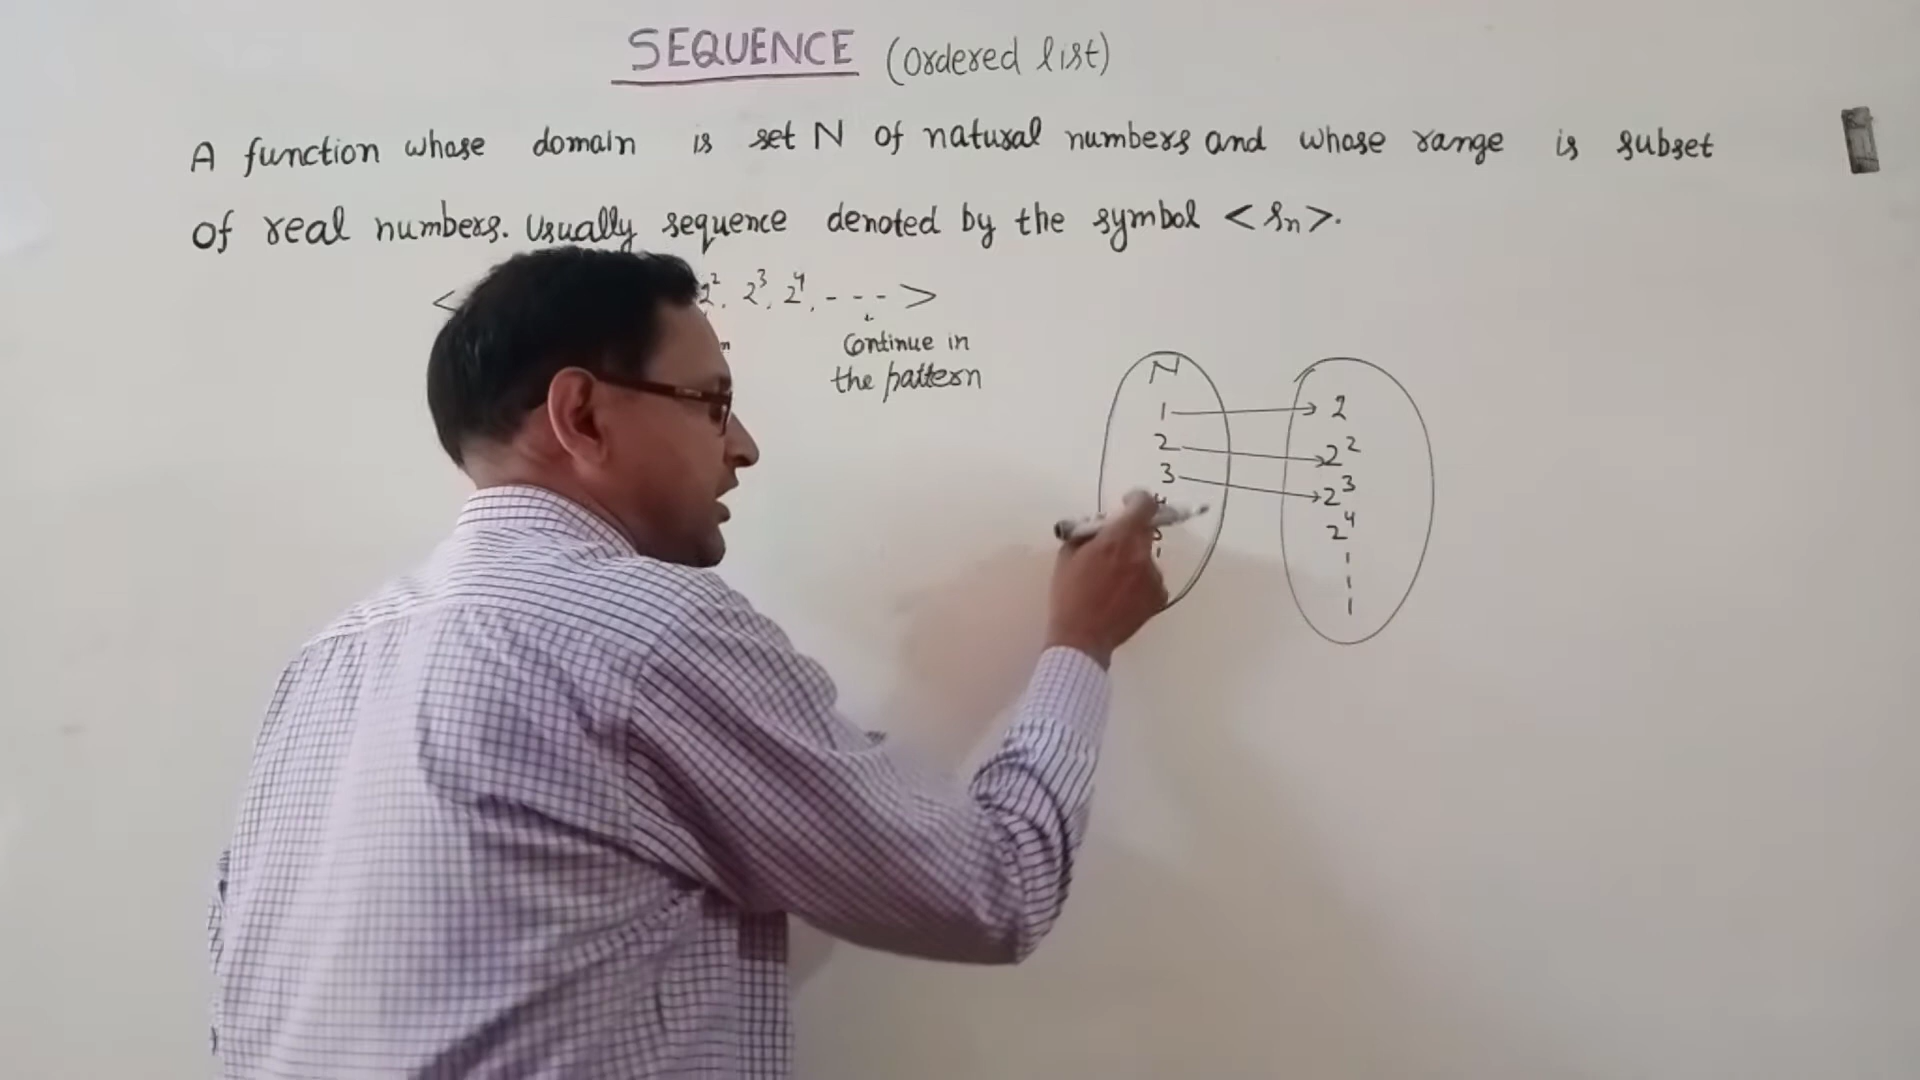 SEQUENCE (Ordered list)
A function whose domain is set N of natural numbers and whose range is subset
of real numbers. Usually sequence denoted by the symbol <Sn>.
< 2², 2³, 2⁴, - - - >
Continue in
the pattern
N
1 → 2
2 → 2²
3 → 2³
4 2⁴